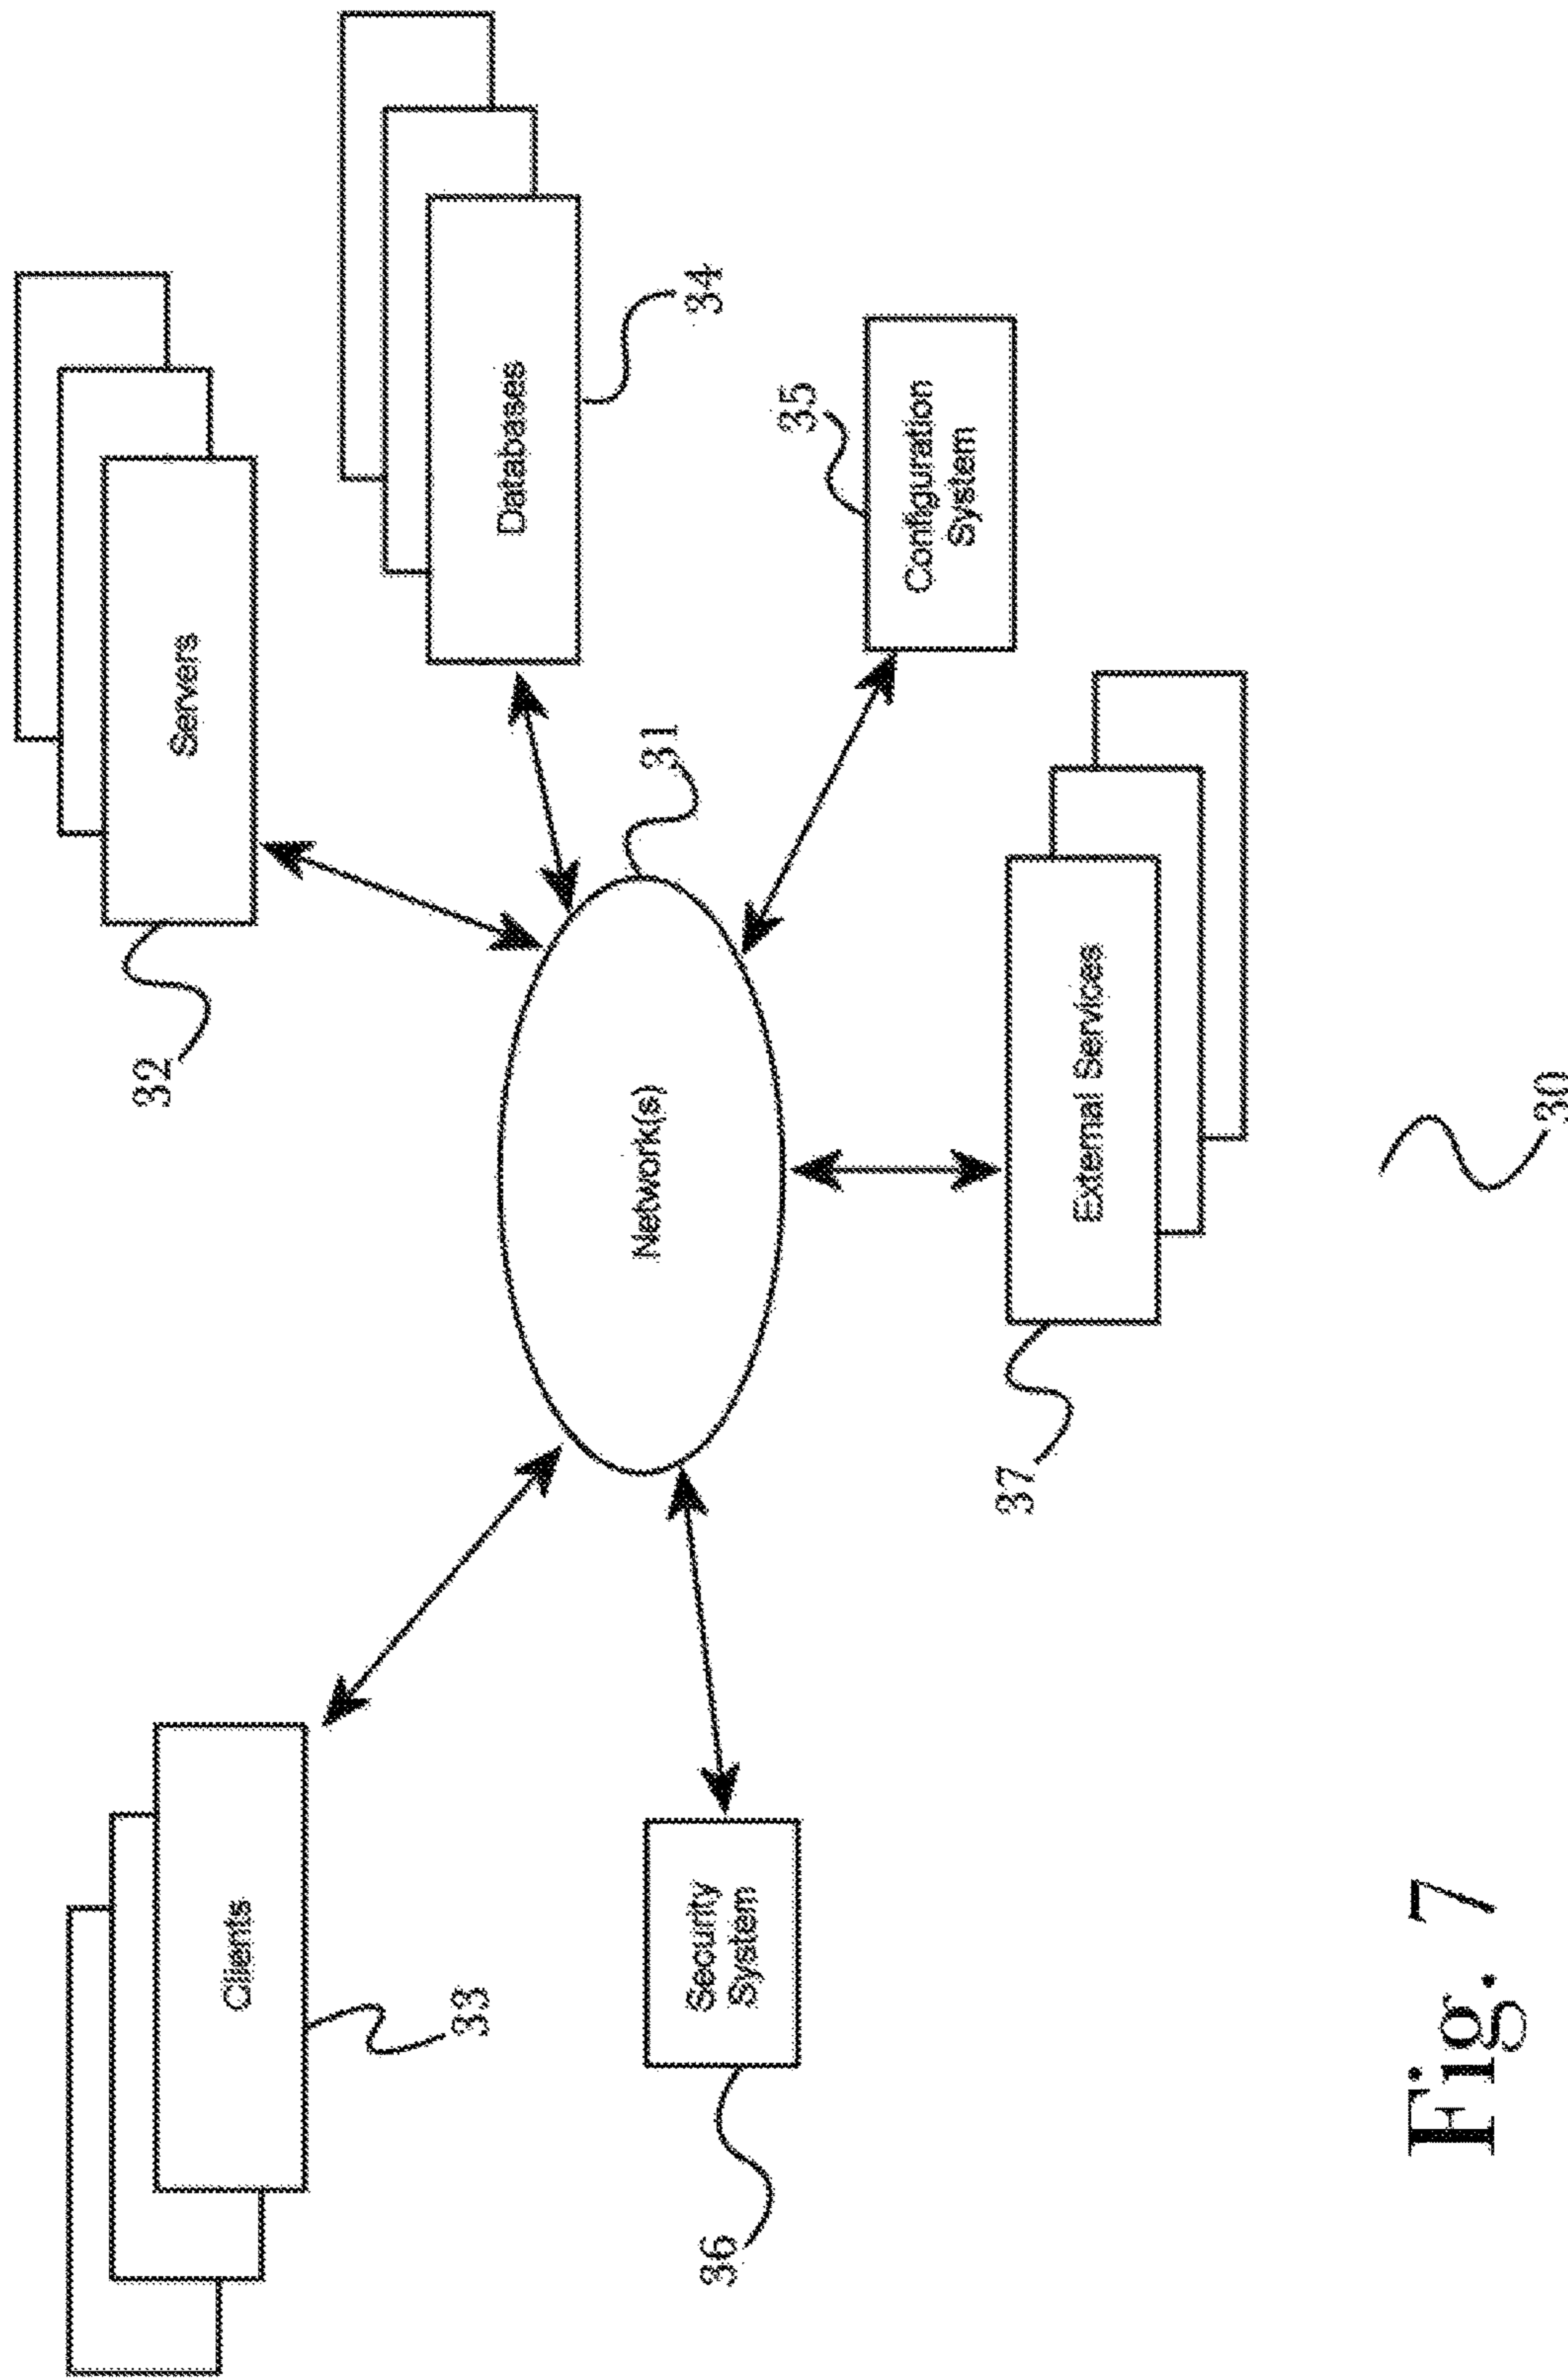 Clients
33
Servers
32
Databases
34
31
Network(s)
Security
System
36
35
Configuration
System
External Services
37
30
Fig. 7